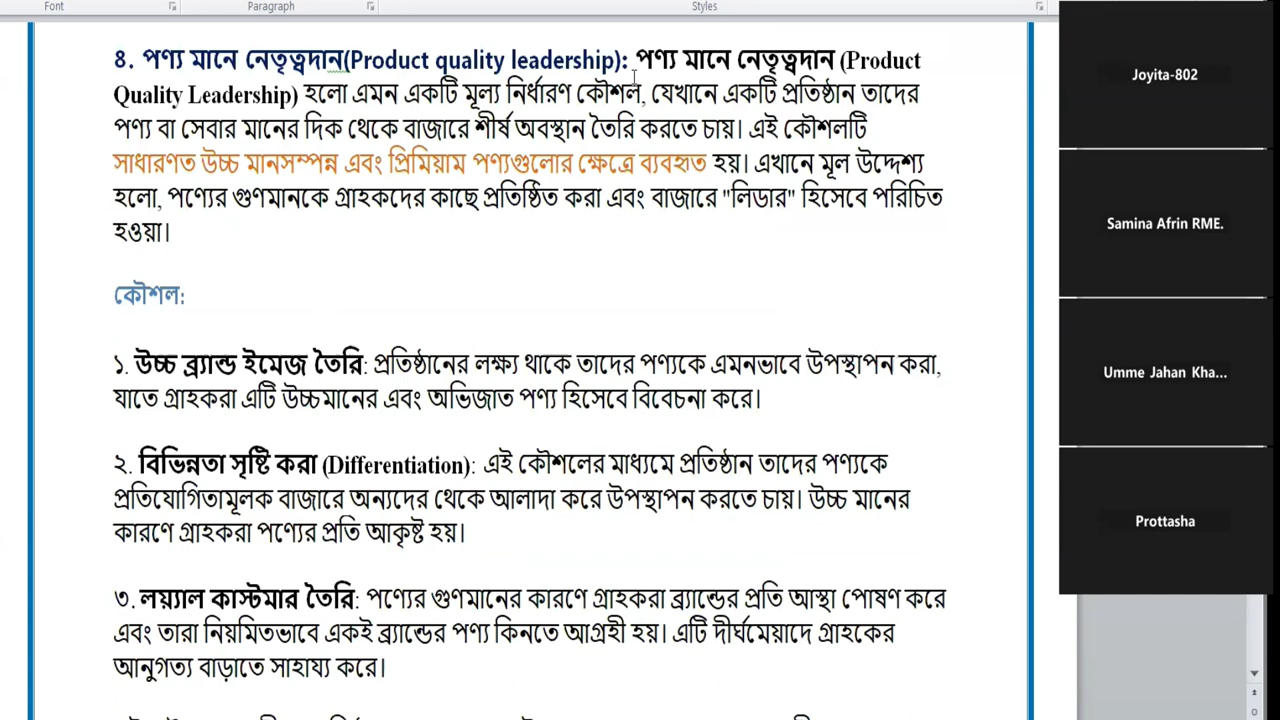 Font
Paragraph
Styles
8. পণ্য মানে নেতৃত্বদান(Product quality leadership): পণ্য মানে নেতৃত্বদান (Product
Quality Leadership) হলো এমন একটি মূল্য নির্ধারণ কৌশল, যেখানে একটি প্রতিষ্ঠান তাদের
পণ্য বা সেবার মানের দিক থেকে বাজারে শীর্ষ অবস্থান তৈরি করতে চায়। এই কৌশলটি
সাধারণত উচ্চ মানসম্পন্ন এবং প্রিমিয়াম পণ্যগুলোর ক্ষেত্রে ব্যবহৃত হয়। এখানে মূল উদ্দেশ্য
হলো, পণ্যের গুণমানকে গ্রাহকদের কাছে প্রতিষ্ঠিত করা এবং বাজারে "লিডার" হিসেবে পরিচিত
হওয়া।
কৌশল:
১. উচ্চ ব্র্যান্ড ইমেজ তৈরি: প্রতিষ্ঠানের লক্ষ্য থাকে তাদের পণ্যকে এমনভাবে উপস্থাপন করা,
যাতে গ্রাহকরা এটি উচ্চমানের এবং অভিজাত পণ্য হিসেবে বিবেচনা করে।
২. বিভিন্নতা সৃষ্টি করা (Differentiation): এই কৌশলের মাধ্যমে প্রতিষ্ঠান তাদের পণ্যকে
প্রতিযোগিতামূলক বাজারে অন্যদের থেকে আলাদা করে উপস্থাপন করতে চায়। উচ্চ মানের
কারণে গ্রাহকরা পণ্যের প্রতি আকৃষ্ট হয়।
৩. লয়্যাল কাস্টমার তৈরি: পণ্যের গুণমানের কারণে গ্রাহকরা ব্র্যান্ডের প্রতি আস্থা পোষণ করে
এবং তারা নিয়মিতভাবে একই ব্র্যান্ডের পণ্য কিনতে আগ্রহী হয়। এটি দীর্ঘমেয়াদে গ্রাহকের
আনুগত্য বাড়াতে সাহায্য করে।
Joyita-802
Samina Afrin RME.
Umme Jahan Kha...
Prottasha